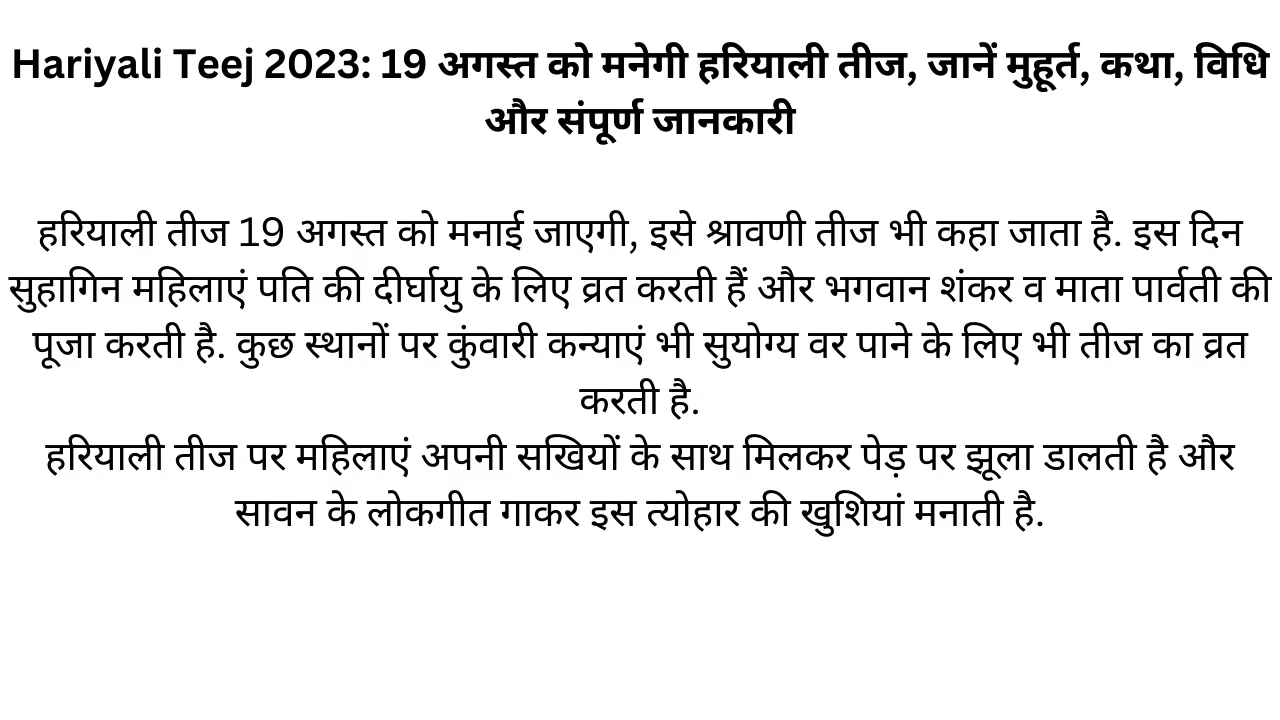 Hariyali Teej 2023: 19 अगस्त को मनेगी हरियाली तीज, जानें मुहूर्त, कथा, विधि
और संपूर्ण जानकारी
हरियाली तीज 19 अगस्त को मनाई जाएगी, इसे श्रावणी तीज भी कहा जाता है. इस दिन
सुहागिन महिलाएं पति की दीर्घायु के लिए व्रत करती हैं और भगवान शंकर व माता पार्वती की
पूजा करती है. कुछ स्थानों पर कुंवारी कन्याएं भी सुयोग्य वर पाने के लिए भी तीज का व्रत
करती है.
हरियाली तीज पर महिलाएं अपनी सखियों के साथ मिलकर पेड़ पर झूला डालती है और
सावन के लोकगीत गाकर इस त्योहार की खुशियां मनाती है.